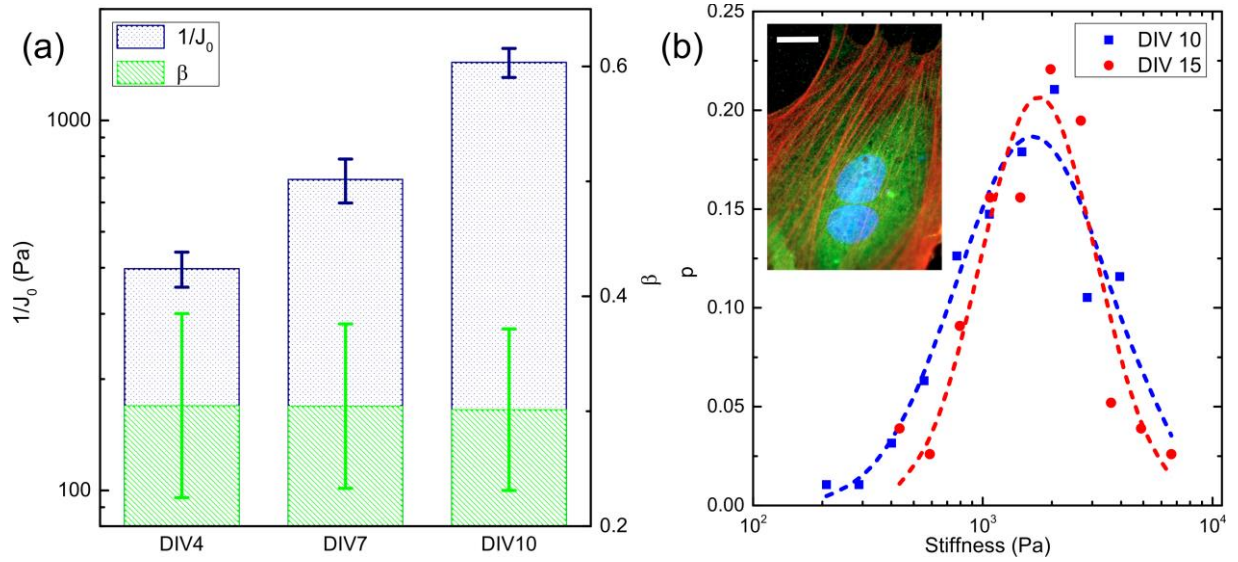 (a)
1/J₀
β
1/J₀ (Pa)
1000
100
0.6
0.4
0.2
β
DIV4
DIV7
DIV10
(b)
DIV 10
DIV 15
p
0.25
0.20
0.15
0.10
0.05
0.00
10²
10³
10⁴
Stiffness (Pa)